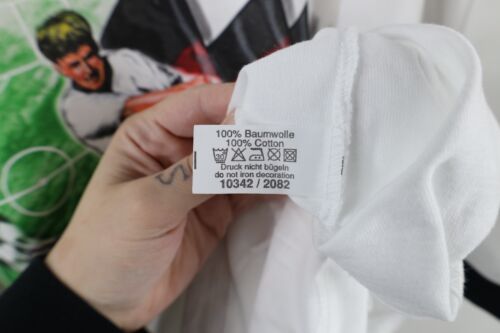 100% Baumwolle
100% Cotton
Druck nicht bügeln
do not iron decoration
10342 / 2082